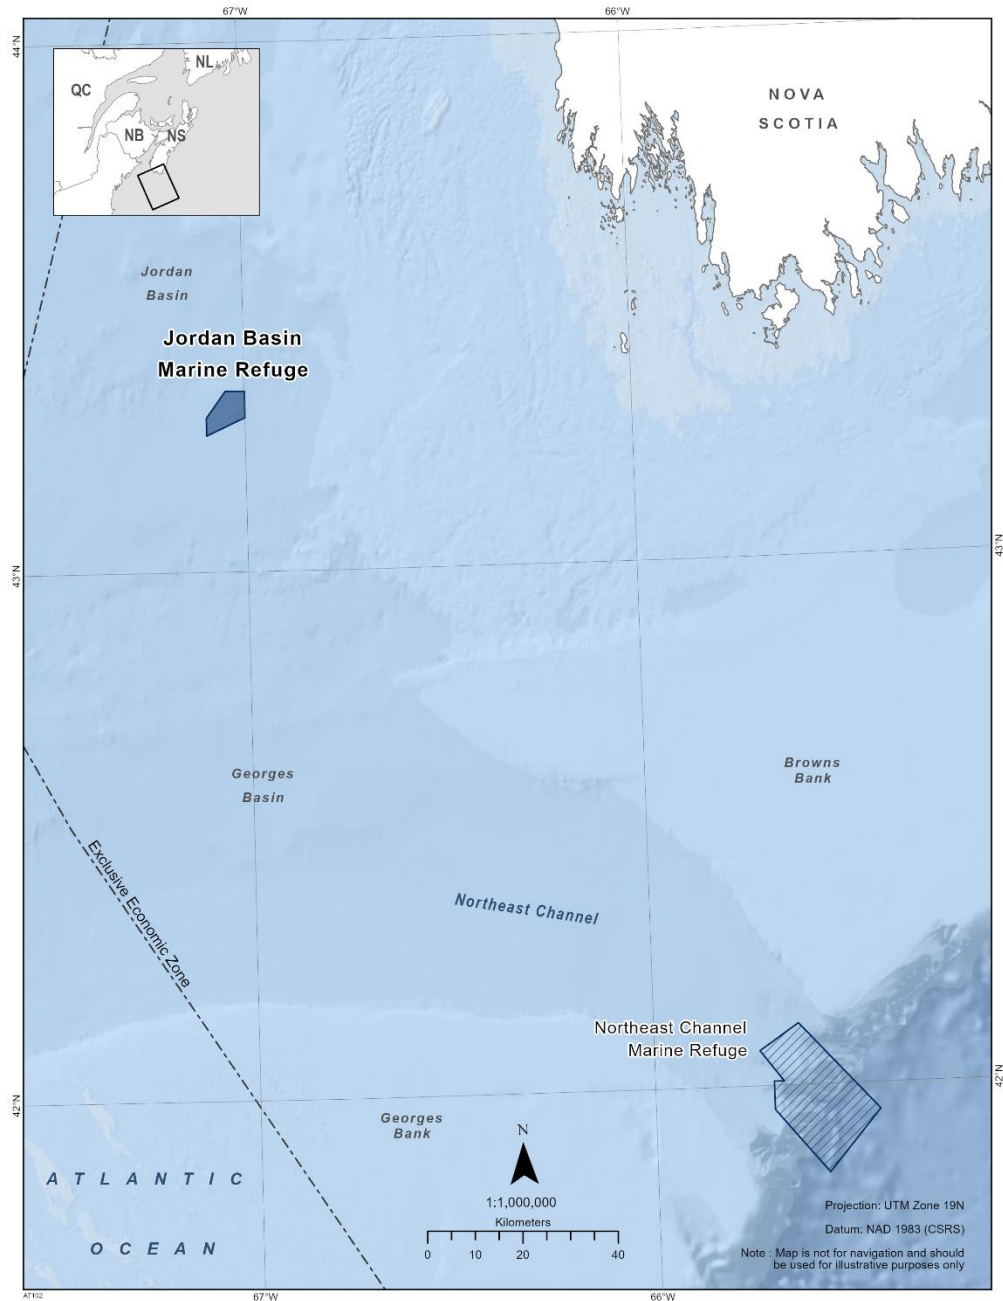 67°W
66°W
44°N
QC
NL
NB
NS
NOVA
SCOTIA
Jordan
Basin
Jordan Basin
Marine Refuge
43°N
43°N
Georges
Basin
Browns
Bank
Exclusive Economic Zone
Northeast Channel
Northeast Channel
Marine Refuge
42°N
42°N
Georges
Bank
ATLANTIC
OCEAN
N
1:1,000,000
Kilometers
0 10 20 40
Projection: UTM Zone 19N
Datum: NAD 1983 (CSRS)
Note : Map is not for navigation and should
be used for illustrative purposes only
AT102
67°W
66°W